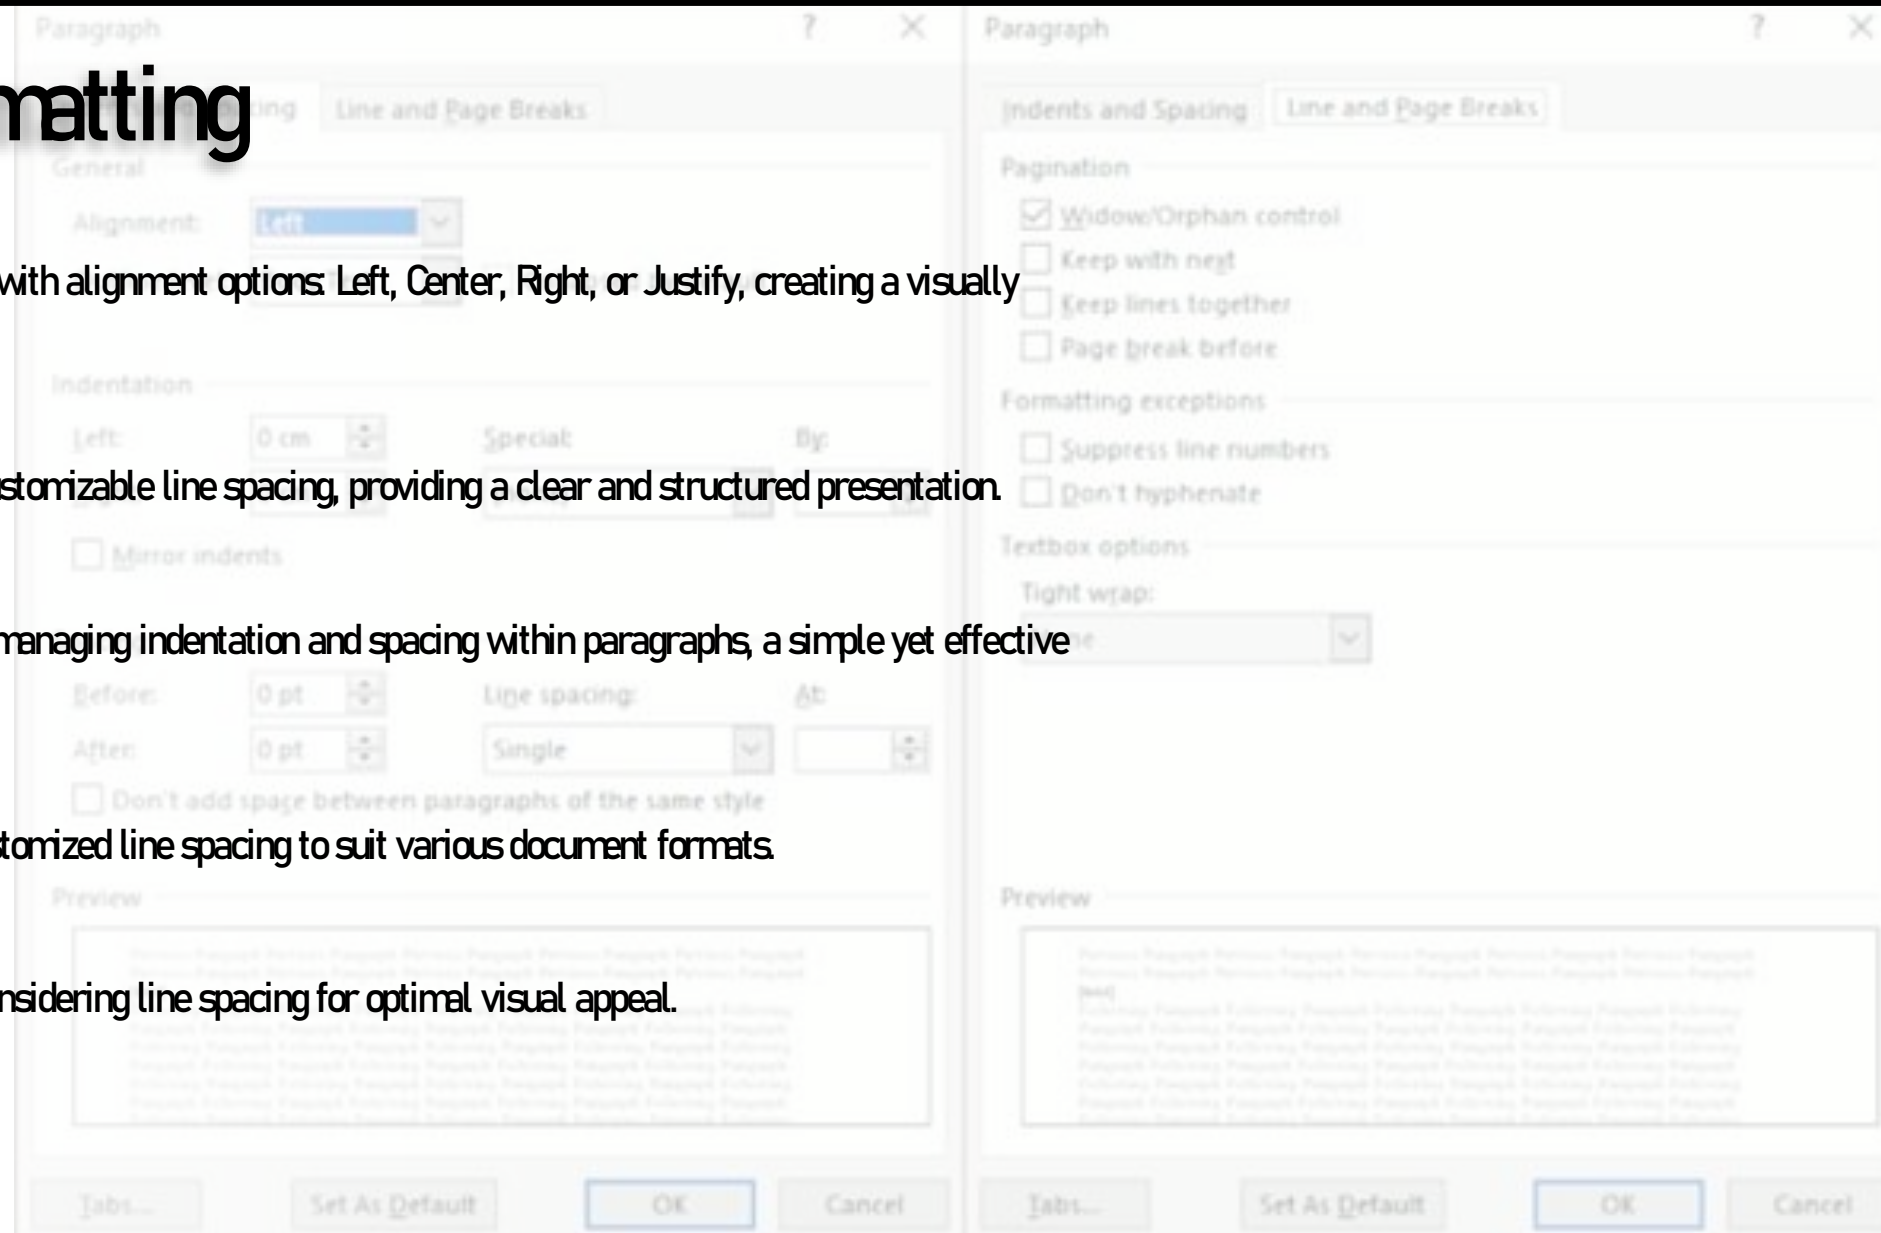 Paragraph ? ×
Paragraph ? ×
matting
Line and Page Breaks
Indents and Spacing Line and Page Breaks
General
Pagination
Alignment: Left
Widow/Orphan control
Keep with next
with alignment options: Left, Center, Right, or Justify, creating a visually
Keep lines together
Page break before
Indentation
Formatting exceptions
Left: 0 cm Special: By:
Suppress line numbers
stomizable line spacing, providing a clear and structured presentation.
Don't hyphenate
Mirror indents
Textbox options
Tight wrap:
managing indentation and spacing within paragraphs, a simple yet effective
Before: 0 pt Line spacing: At:
After: 0 pt Single
Don't add space between paragraphs of the same style
tomized line spacing to suit various document formats.
Preview
Preview
nsidering line spacing for optimal visual appeal.
Tabs... Set As Default OK Cancel
Tabs... Set As Default OK Cancel